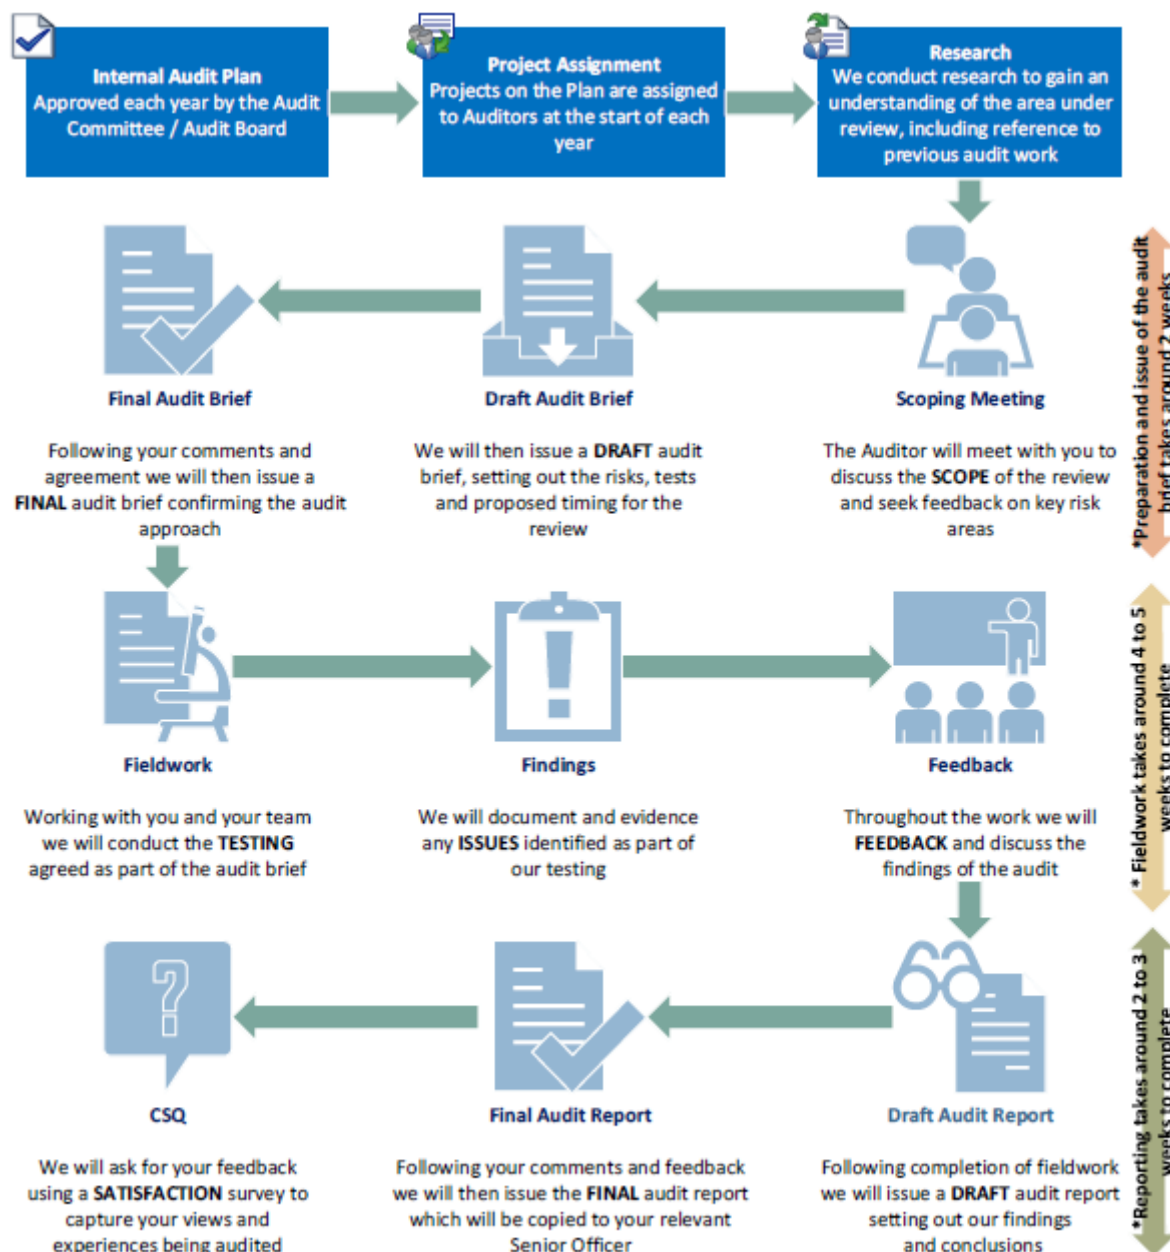 Internal Audit Plan
Approved each year by the Audit
Committee / Audit Board
Project Assignment
Projects on the Plan are assigned
to Auditors at the start of each
year
Research
We conduct research to gain an
understanding of the area under
review, including reference to
previous audit work
Final Audit Brief
Following your comments and
agreement we will then issue a
FINAL audit brief confirming the audit
approach
Draft Audit Brief
We will then issue a DRAFT audit
brief, setting out the risks, tests
and proposed timing for the
review
Scoping Meeting
The Auditor will meet with you to
discuss the SCOPE of the review
and seek feedback on key risk
areas
*Preparation and issue of the audit
brief takes around 2 weeks
Fieldwork
Working with you and your team
we will conduct the TESTING
agreed as part of the audit brief
Findings
We will document and evidence
any ISSUES identified as part of
our testing
Feedback
Throughout the work we will
FEEDBACK and discuss the
findings of the audit
* Fieldwork takes around 4 to 5
weeks to complete
?
CSQ
We will ask for your feedback
using a SATISFACTION survey to
capture your views and
experiences being audited
Final Audit Report
Following your comments and feedback
we will then issue the FINAL audit report
which will be copied to your relevant
Senior Officer
Draft Audit Report
Following completion of fieldwork
we will issue a DRAFT audit report
setting out our findings
and conclusions
*Reporting takes around 2 to 3
weeks to complete